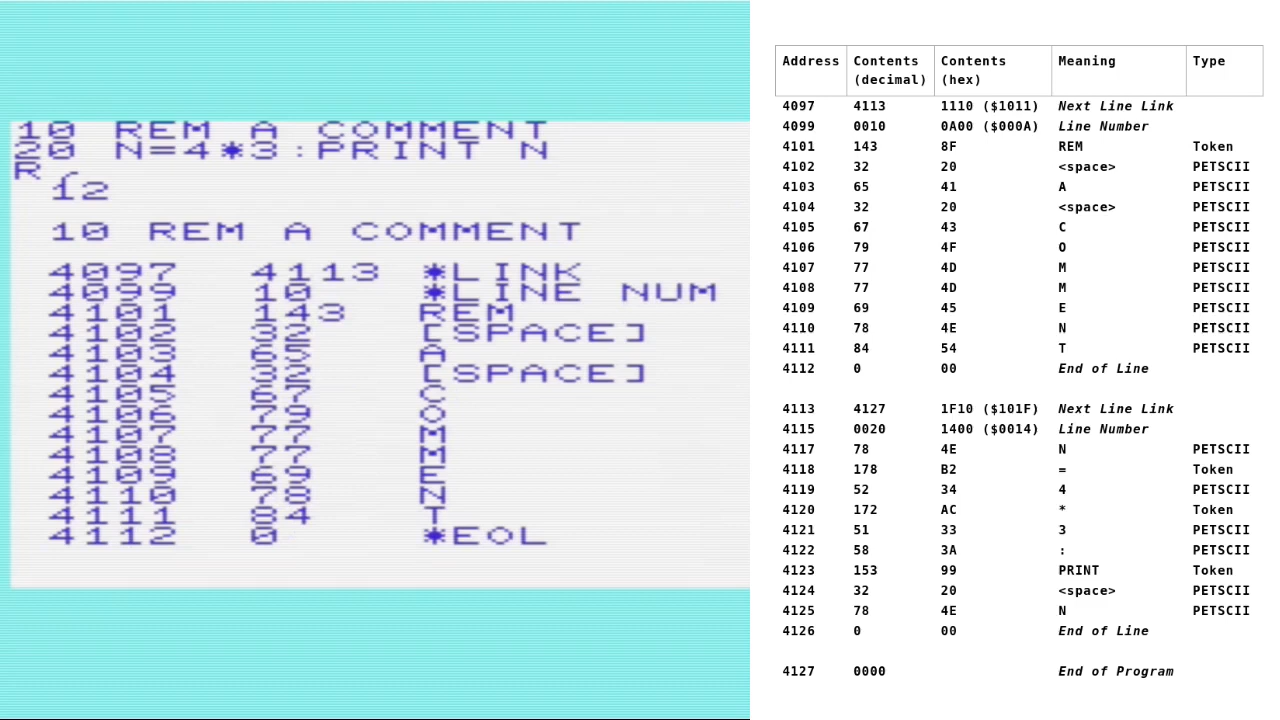 10 REM A COMMENT
20 N=4*3:PRINT N
R
12
10 REM A COMMENT
4097 4113 *LINK
4099 10 *LINE NUM
4101 143 REM
4102 32 [SPACE]
4103 65 A
4104 32 [SPACE]
4105 67 C
4106 79 O
4107 77 M
4108 77 M
4109 69 E
4110 78 N
4111 84 T
4112 0 *EOL
Address Contents (decimal) Contents (hex) Meaning Type
4097 4113 1110 ($1011) Next Line Link
4099 0010 0A00 ($000A) Line Number
4101 143 8F REM Token
4102 32 20 <space> PETSCII
4103 65 41 A PETSCII
4104 32 20 <space> PETSCII
4105 67 43 C PETSCII
4106 79 4F O PETSCII
4107 77 4D M PETSCII
4108 77 4D M PETSCII
4109 69 45 E PETSCII
4110 78 4E N PETSCII
4111 84 54 T PETSCII
4112 0 00 End of Line
4113 4127 1F10 ($101F) Next Line Link
4115 0020 1400 ($0014) Line Number
4117 78 4E N PETSCII
4118 178 B2 = Token
4119 52 34 4 PETSCII
4120 172 AC * Token
4121 51 33 3 PETSCII
4122 58 3A : PETSCII
4123 153 99 PRINT Token
4124 32 20 <space> PETSCII
4125 78 4E N PETSCII
4126 0 00 End of Line
4127 0000 End of Program